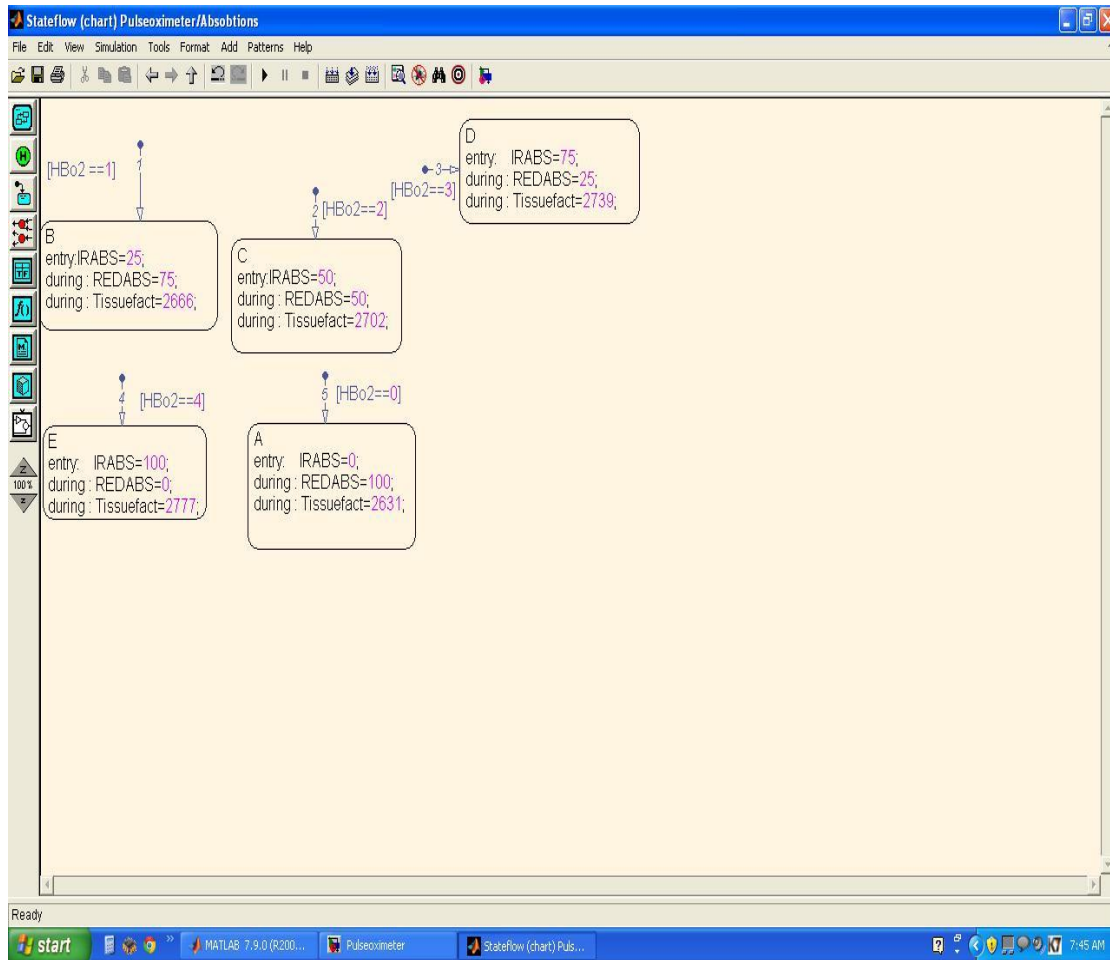 Stateflow (chart) Pulseoximeter/Absobtions
File Edit View Simulation Tools Format Add Patterns Help
[HBo2 ==1]
1
B
entry:IRABS=25;
during : REDABS=75;
during : Tissuefact=2666;
2 [HBo2==2]
C
entry:IRABS=50;
during : REDABS=50;
during : Tissuefact=2702;
3
[HBo2==3]
D
entry: IRABS=75;
during : REDABS=25;
during : Tissuefact=2739;
4 [HBo2==4]
E
entry: IRABS=100;
during : REDABS=0;
during : Tissuefact=2777;
5 [HBo2==0]
A
entry: IRABS=0;
during : REDABS=100;
during : Tissuefact=2631;
H
TF
f()
M
Z
100 %
Ready
start
MATLAB 7.9.0 (R200...
Pulseoximeter
Stateflow (chart) Puls...
7:45 AM